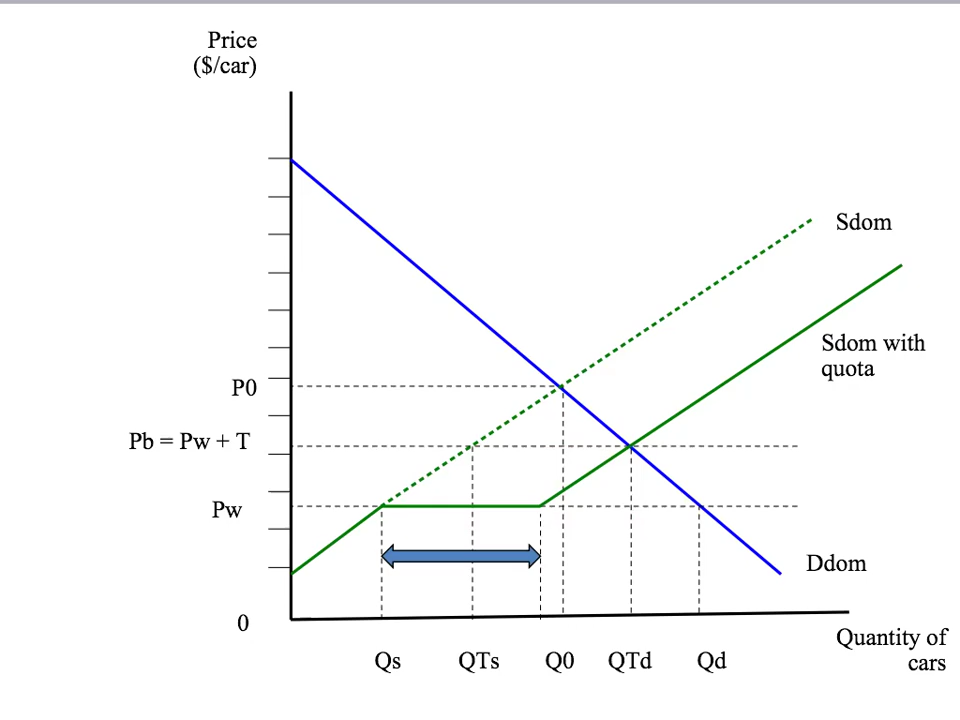 Price
($/car)
Sdom
Sdom with
quota
P0
Pb = Pw + T
Pw
Ddom
0
Quantity of
cars
Qs
QTs
Q0
QTd
Qd